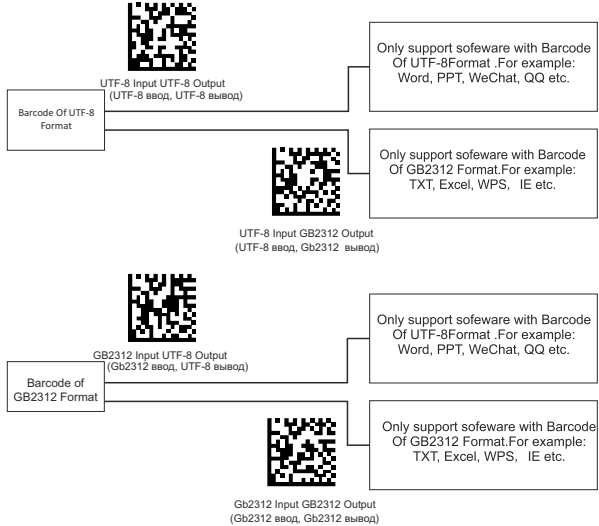 UTF-8 Input UTF-8 Output
(UTF-8 ввод, UTF-8 вывод)
Barcode Of UTF-8
Format
Only support sofeware with Barcode
Of UTF-8Format .For example:
Word, PPT, WeChat, QQ etc.
Only support sofeware with Barcode
Of GB2312 Format.For example:
TXT, Excel, WPS, IE etc.
UTF-8 Input GB2312 Output
(UTF-8 ввод, Gb2312 вывод)
GB2312 Input UTF-8 Output
(Gb2312 ввод, UTF-8 вывод)
Barcode of
GB2312 Format
Only support sofeware with Barcode
Of UTF-8Format .For example:
Word, PPT, WeChat, QQ etc.
Only support sofeware with Barcode
Of GB2312 Format.For example:
TXT, Excel, WPS, IE etc.
Gb2312 Input GB2312 Output
(Gb2312 ввод, Gb2312 вывод)